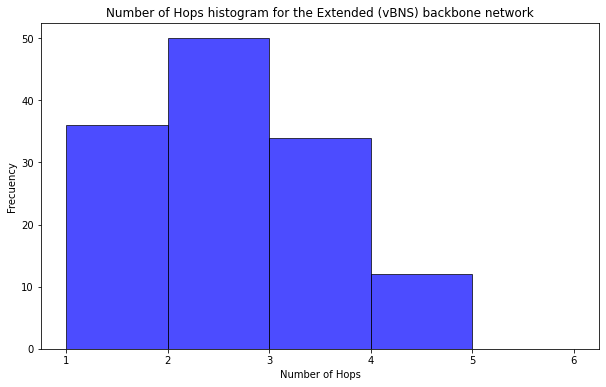 Number of Hops histogram for the Extended (vBNS) backbone network
50
40
30
20
10
0
Frecuency
1 2 3 4 5 6
Number of Hops